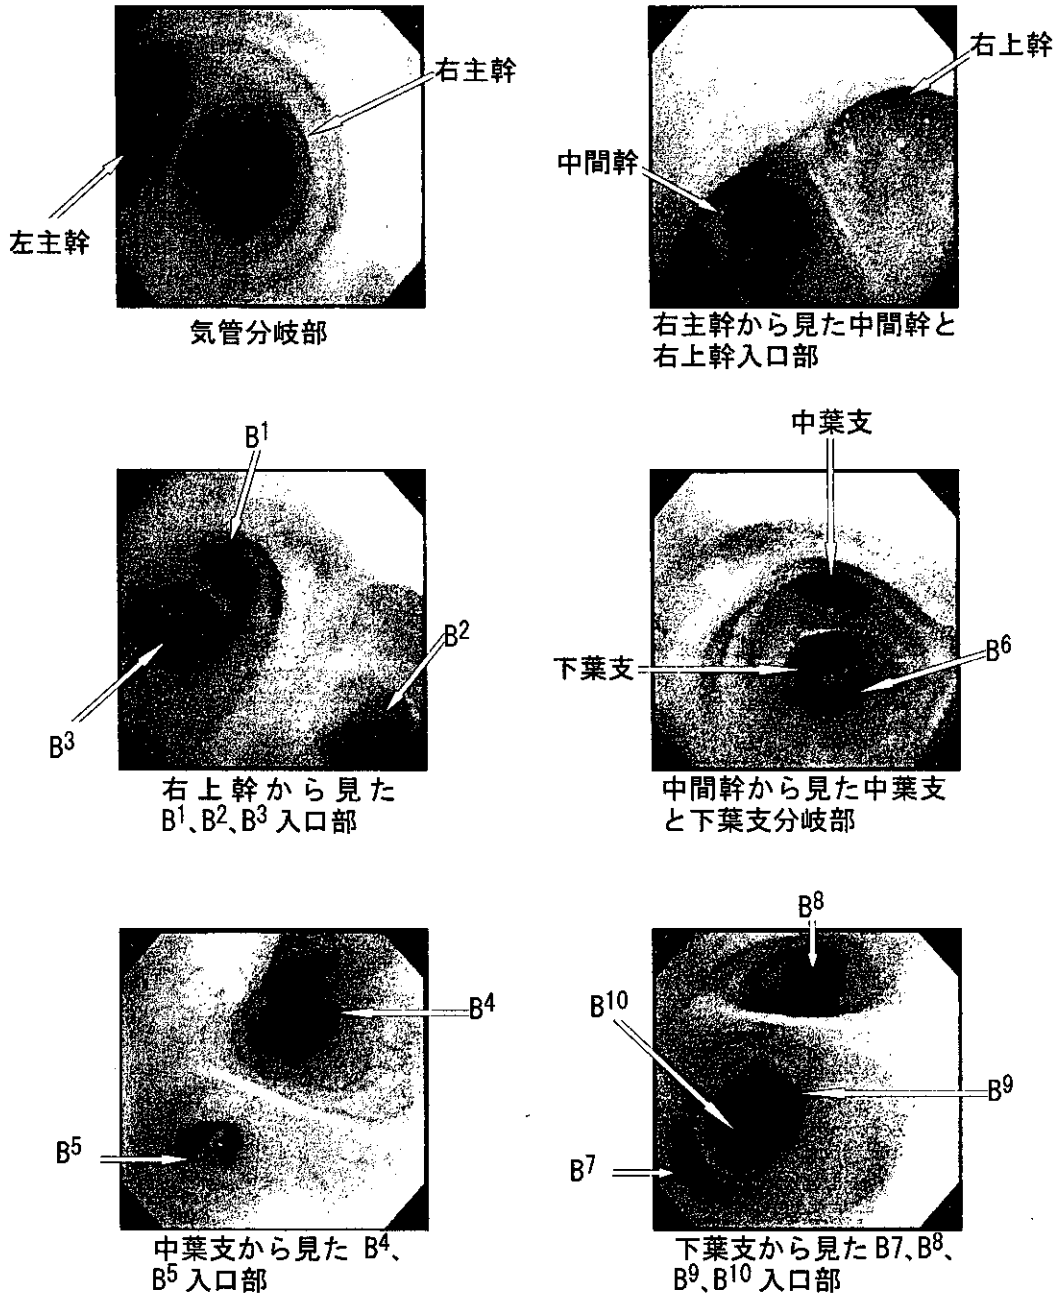 右主幹
左主幹
気管分岐部
右上幹
中間幹
右主幹から見た中間幹と
右上幹入口部
B1
B2
B3
右上幹から見た
B1、B2、B3 入口部
中葉支
下葉支
B6
中間幹から見た中葉支
と下葉支分岐部
B4
B5
中葉支から見た B4、
B5 入口部
B8
B10
B9
B7
下葉支から見たB7、B8、
B9、B10 入口部